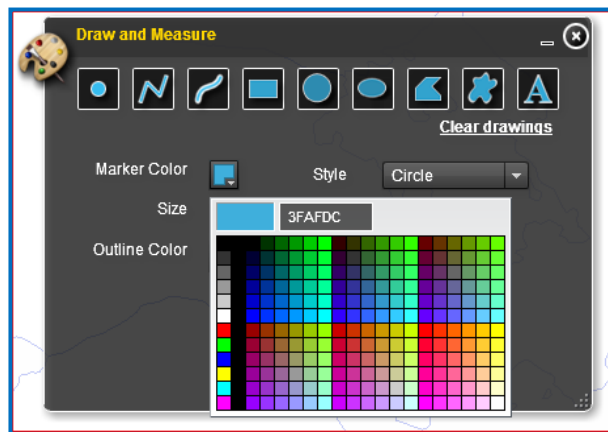 Draw and Measure
A
Clear drawings
Marker Color
Style
Circle
Size
3FAFDC
Outline Color